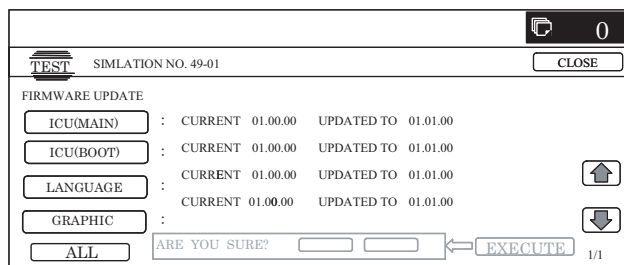 0
TEST SIMLATION NO. 49-01 CLOSE
FIRMWARE UPDATE
ICU(MAIN) : CURRENT 01.00.00 UPDATED TO 01.01.00
ICU(BOOT) : CURRENT 01.00.00 UPDATED TO 01.01.00
LANGUAGE : CURRENT 01.00.00 UPDATED TO 01.01.00
GRAPHIC : CURRENT 01.00.00 UPDATED TO 01.01.00
ALL ARE YOU SURE? EXECUTE 1/1